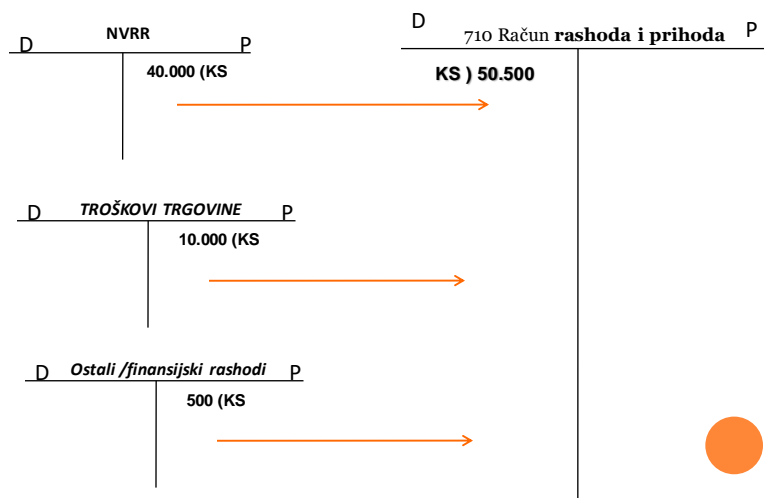 D NVRR P
40.000 (KS
D 710 Račun rashoda i prihoda P
KS ) 50.500
D TROŠKOVI TRGOVINE P
10.000 (KS
D Ostali /finansijski rashodi P
500 (KS